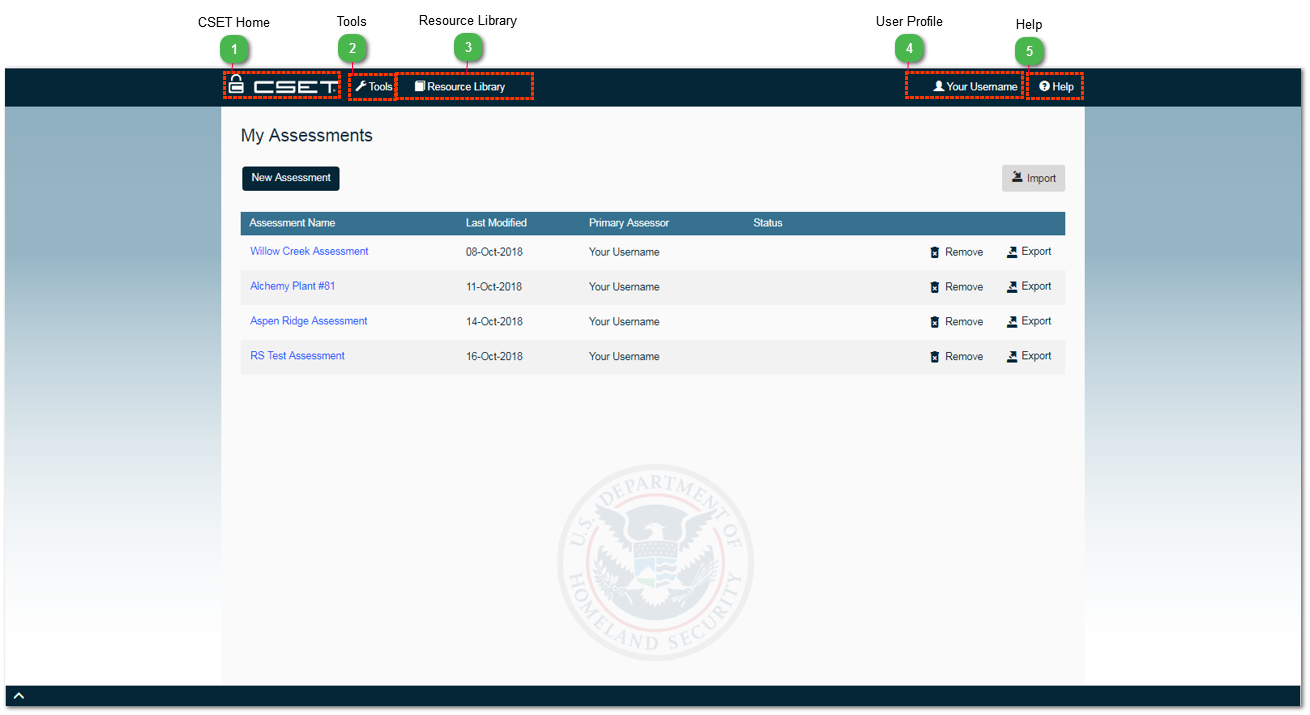 CSET Home
Tools
Resource Library
User Profile
Help
1
2
3
4
5
CSET
Tools
Resource Library
Your Username
Help
My Assessments
New Assessment
Import
Assessment Name Last Modified Primary Assessor Status
Willow Creek Assessment 08-Oct-2018 Your Username Remove Export
Alchemy Plant #81 11-Oct-2018 Your Username Remove Export
Aspen Ridge Assessment 14-Oct-2018 Your Username Remove Export
RS Test Assessment 16-Oct-2018 Your Username Remove Export
U.S. DEPARTMENT OF
HOMELAND SECURITY